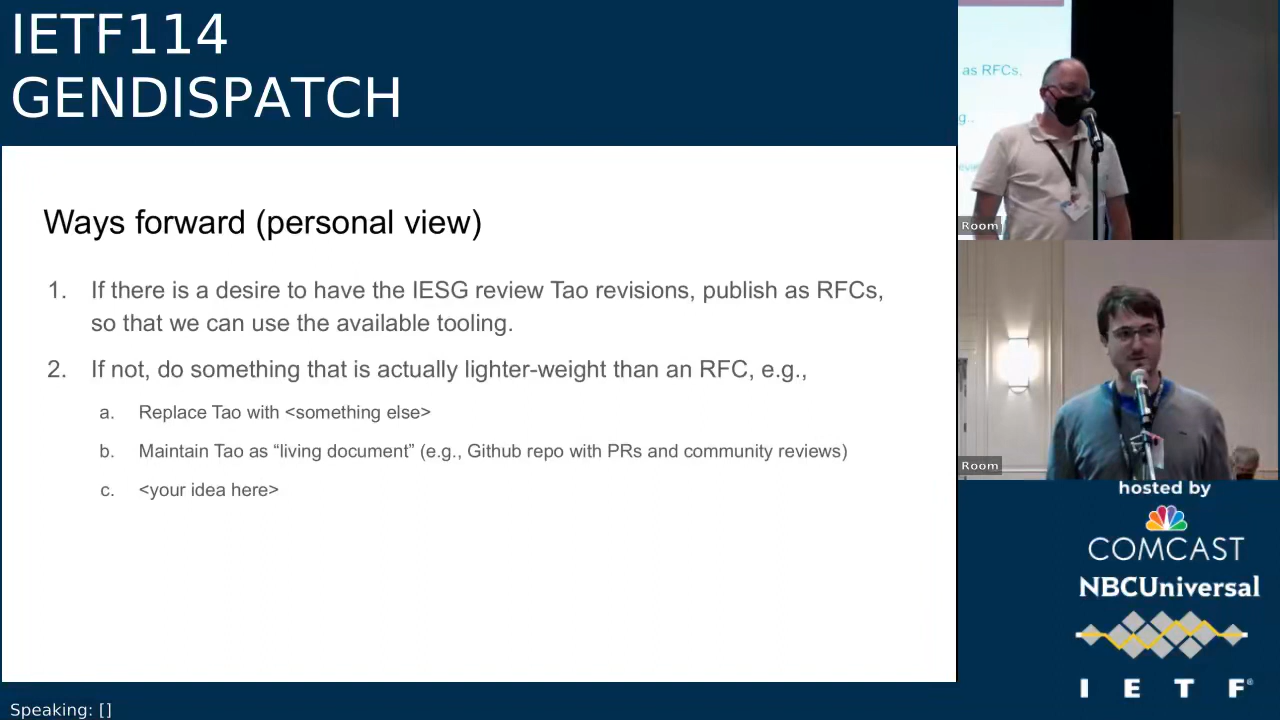 IETF114
GENDISPATCH
Ways forward (personal view)
1. If there is a desire to have the IESG review Tao revisions, publish as RFCs,
so that we can use the available tooling.
2. If not, do something that is actually lighter-weight than an RFC, e.g.,
a. Replace Tao with <something else>
b. Maintain Tao as “living document” (e.g., Github repo with PRs and community reviews)
c. <your idea here>
Speaking: []
as RFCs,
g.,
Room
Room
hosted by
COMCAST
NBCUniversal
I E T F®